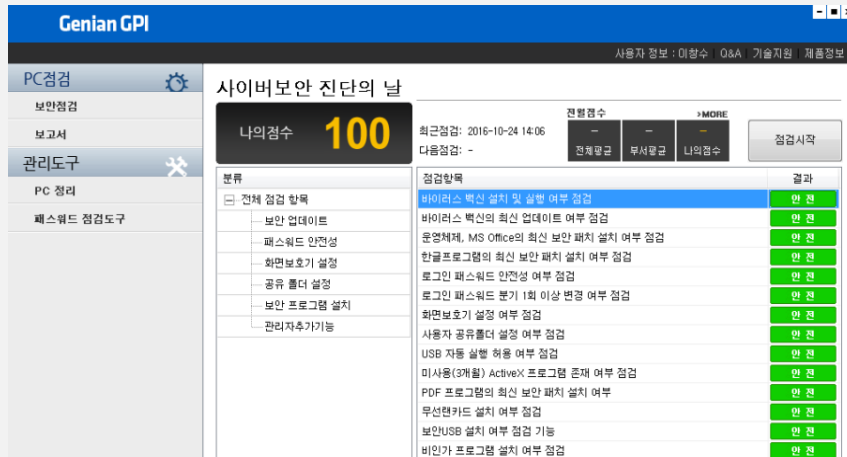 Genian GPI
사용자 정보 : 이창수 Q&A 기술지원 제품정보
PC점검
보안점검
보고서
관리도구
PC 정리
패스워드 점검도구
사이버보안 진단의 날
나의점수 100
최근점검: 2016-10-24 14:06
다음점검: -
전월점수 >MORE
- - -
전체평균 부서평균 나의점수
점검시작
분류
전체 점검 항목
보안 업데이트
패스워드 안전성
화면보호기 설정
공유 폴더 설정
보안 프로그램 설치
관리자추가기능
점검항목 결과
바이러스 백신 설치 및 실행 여부 점검 안 전
바이러스 백신의 최신 업데이트 여부 점검 안 전
운영체제, MS Office의 최신 보안 패치 설치 여부 점검 안 전
한글프로그램의 최신 보안 패치 설치 여부 점검 안 전
로그인 패스워드 안전성 여부 점검 안 전
로그인 패스워드 분기 1회 이상 변경 여부 점검 안 전
화면보호기 설정 여부 점검 안 전
사용자 공유폴더 설정 여부 점검 안 전
USB 자동 실행 허용 여부 점검 안 전
미사용(3개월) ActiveX 프로그램 존재 여부 점검 안 전
PDF 프로그램의 최신 보안 패치 설치 여부 안 전
무선랜카드 설치 여부 점검 안 전
보안USB 설치 여부 점검 기능 안 전
비인가 프로그램 설치 여부 점검 안 전